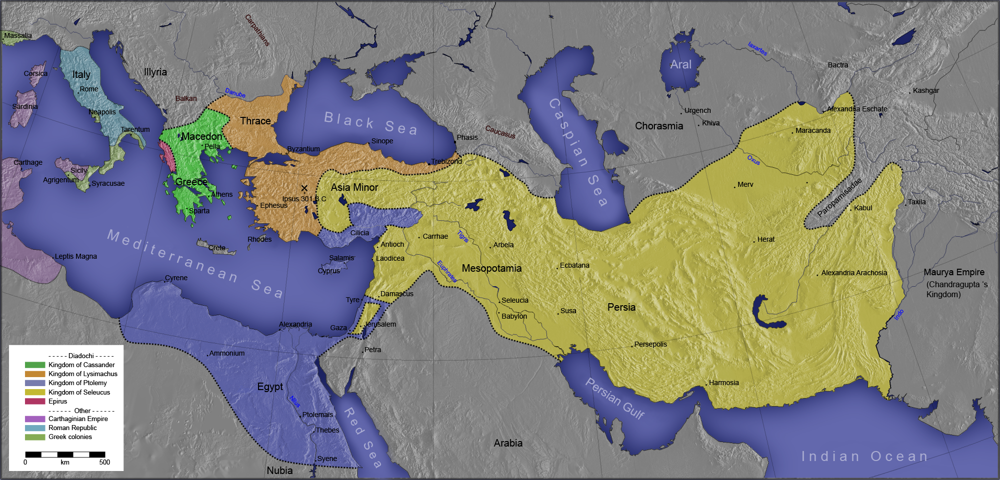 Massalia
Carpathians
Iaxartes
Corsica
Italy
Illyria
Aral
Bactra
Rome
Sardinia
Neapolis
Balkan
Danube
Kashgar
Tarentum
Thrace
Black Sea
Caspian Sea
Urgench
Khiva
Chorasmia
Alexandria Eschate
Macedon
Pella
Byzantium
Sinope
Phasis
Caucasus
Maracanda
Carthage
Sicily
Agrigentum
Syracusae
Greece
Athens
Sparta
Trebizond
Oxus
Asia Minor
Ipsus 301 B.C
Ephesus
Merv
Paropamisadae
Kabul
Taxila
Mediterranean Sea
Crete
Rhodes
Cilicia
Antioch
Carrhae
Tigris
Arbela
Herat
Leptis Magna
Salamis
Cyprus
Laodicea
Euphrates
Mesopotamia
Ecbatana
Alexandria Arachosia
Maurya Empire
(Chandragupta ‘s
Kingdom)
Cyrene
Tyre
Damascus
Seleucia
Babylon
Susa
Persia
Indo
Alexandria
Gaza
Jerusalem
Petra
Persepolis
Ammonium
Egypt
Nilus
Ptolemais
Thebes
Syene
Nubia
Red Sea
Arabia
Persian Gulf
Harmosia
Indian Ocean
----- Diadochi -----
Kingdom of Cassander
Kingdom of Lysimachus
Kingdom of Ptolemy
Kingdom of Seleucus
Epirus
------ Other ------
Carthaginian Empire
Roman Republic
Greek colonies
0 km 500